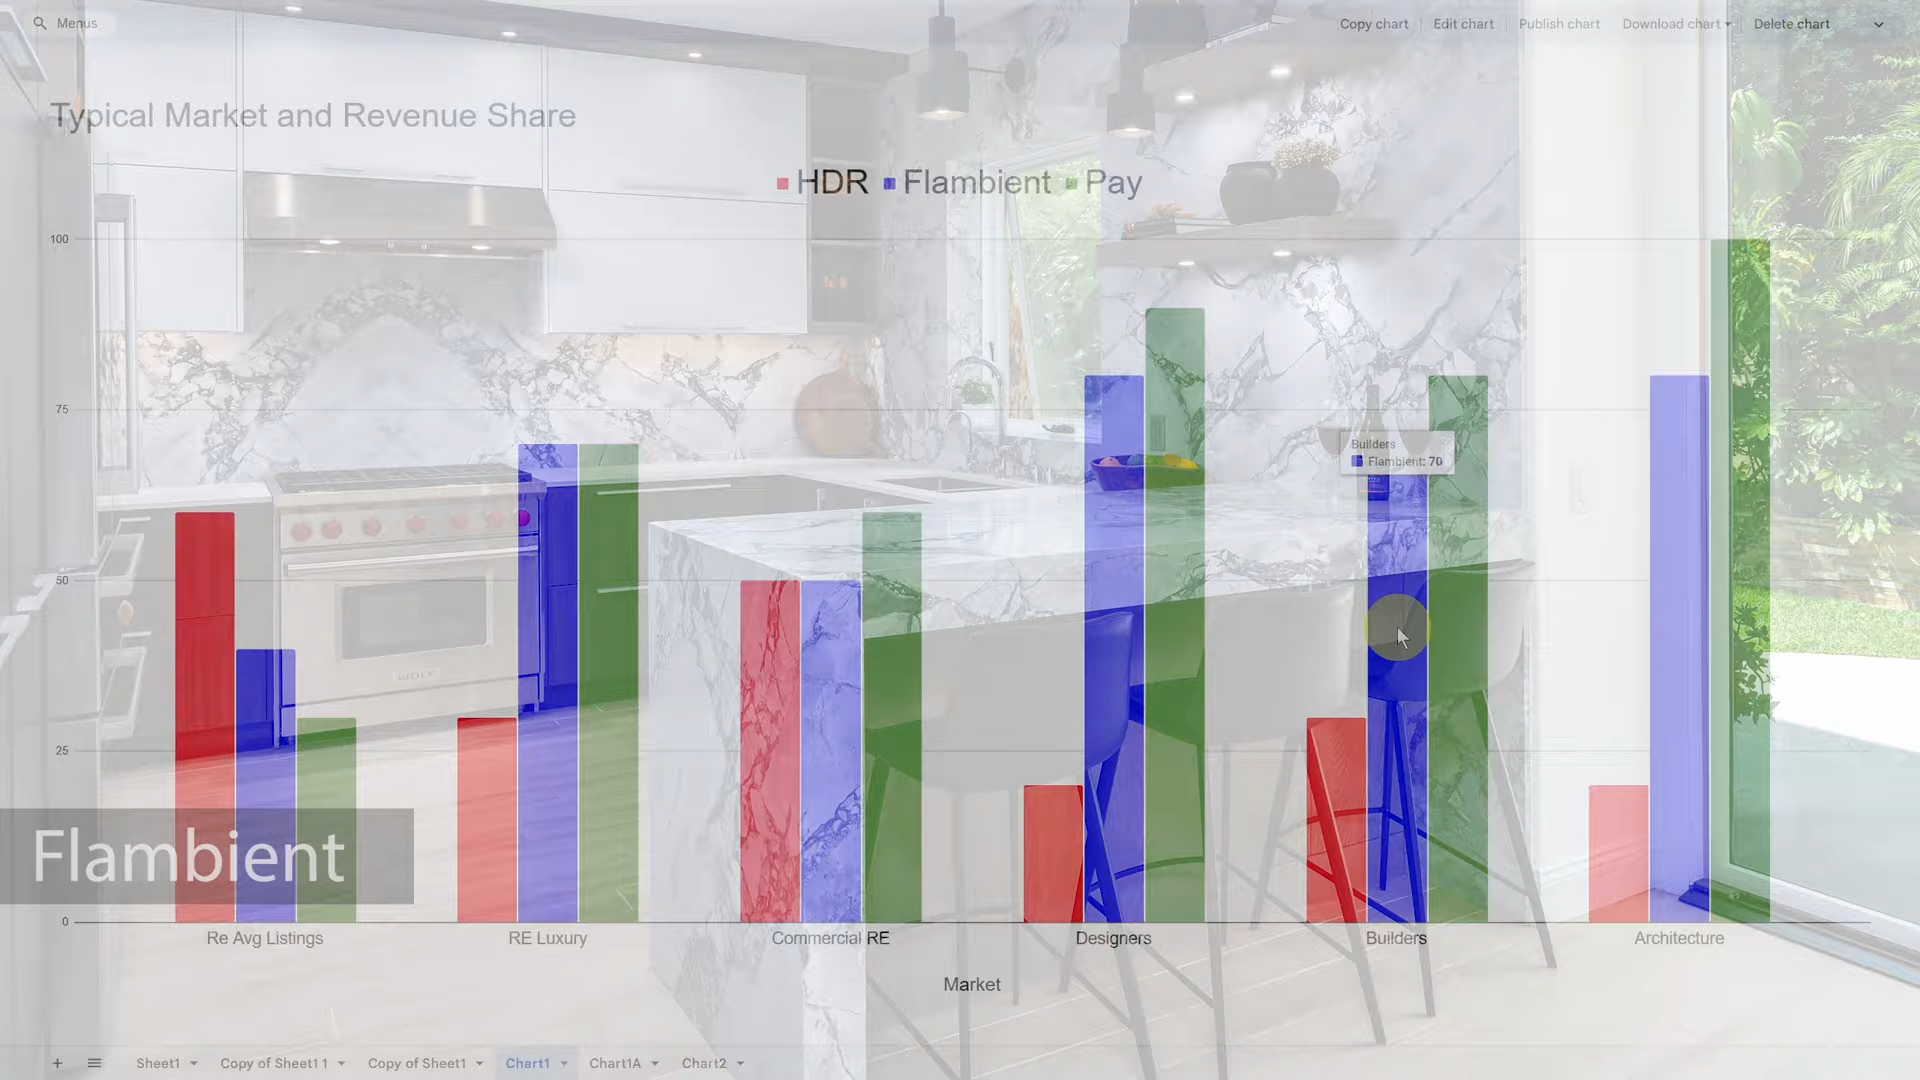 Menus
Copy chart
Edit chart
Publish chart
Download chart
Delete chart
Typical Market and Revenue Share
HDR Flambient Pay
100
75
50
25
0
Builders
Flambient: 70
WOLF
Flambient
Re Avg Listings
RE Luxury
Commercial RE
Designers
Builders
Architecture
Market
Sheet1
Copy of Sheet1 1
Copy of Sheet1
Chart1
Chart1A
Chart2